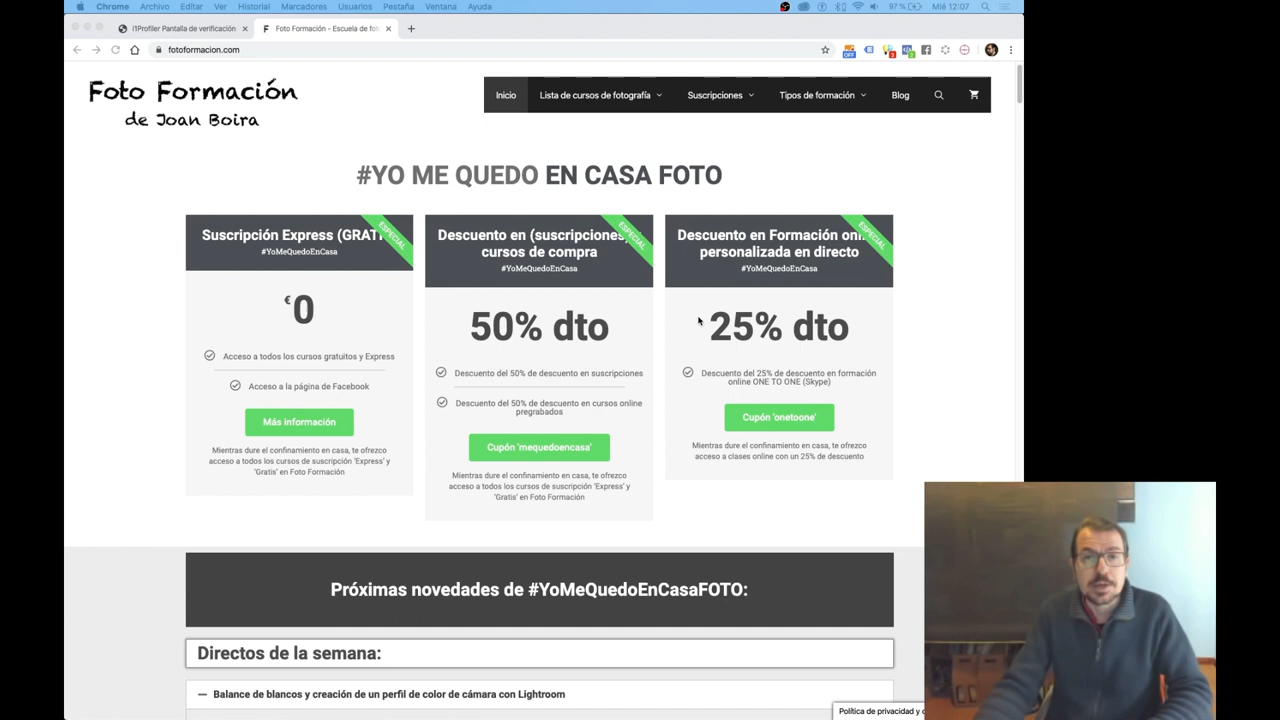 Chrome Archivo Editar Ver Historial Marcadores Usuarios Pestaña Ventana Ayuda 97 % Mié 12:07
i1Profiler Pantalla de verificación
Foto Formación - Escuela de fot
fotoformacion.com
OFF 2 2
Foto Formación
de Joan Boira
Inicio Lista de cursos de fotografía Suscripciones Tipos de formación Blog
#YO ME QUEDO EN CASA FOTO
Suscripción Express (GRATI
#YoMeQuedoEnCasa
ESPECIAL
€0
Acceso a todos los cursos gratuitos y Express
Acceso a la página de Facebook
Más información
Mientras dure el confinamiento en casa, te ofrezco
acceso a todos los cursos de suscripción 'Express' y
'Gratis' en Foto Formación
Descuento en (suscripciones
cursos de compra
#YoMeQuedoEnCasa
ESPECIAL
50% dto
Descuento del 50% de descuento en suscripciones
Descuento del 50% de descuento en cursos online
pregrabados
Cupón 'mequedoencasa'
Mientras dure el confinamiento en casa, te ofrezco
acceso a todos los cursos de suscripción 'Express' y
'Gratis' en Foto Formación
Descuento en Formación onl
personalizada en directo
#YoMeQuedoEnCasa
ESPECIAL
25% dto
Descuento del 25% de descuento en formación
online ONE TO ONE (Skype)
Cupón 'onetoone'
Mientras dure el confinamiento en casa, te ofrezco
acceso a clases online con un 25% de descuento
Próximas novedades de #YoMeQuedoEnCasaFOTO:
Directos de la semana:
Balance de blancos y creación de un perfil de color de cámara con Lightroom
Política de privacidad y c